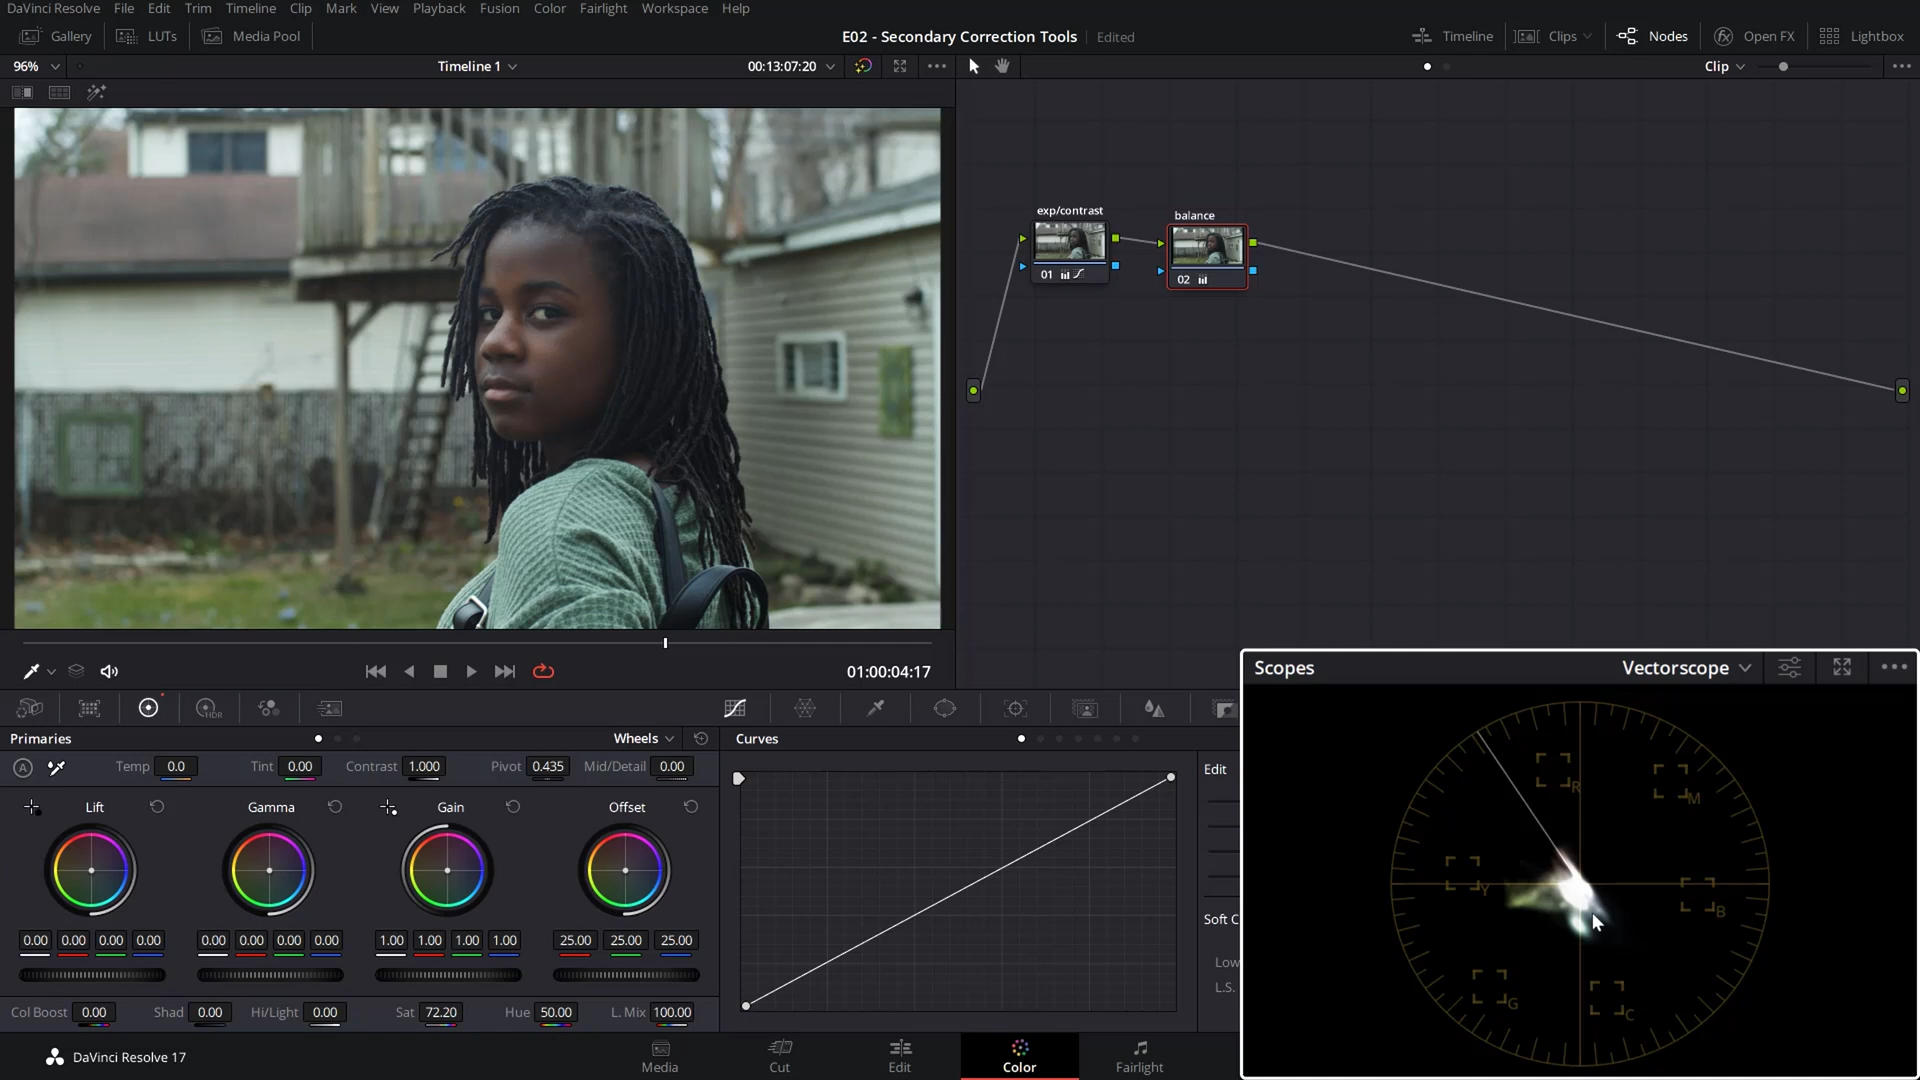 DaVinci Resolve File Edit Trim Timeline Clip Mark View Playback Fusion Color Fairlight Workspace Help
Gallery LUTs Media Pool E02 - Secondary Correction Tools Edited Timeline Clips Nodes Open FX Lightbox
96% Timeline 1 00:13:07:20 Clip
exp/contrast
balance
01
02
01:00:04:17
Scopes Vectorscope
HDR
Primaries Wheels Curves
A Temp 0.0 Tint 0.00 Contrast 1.000 Pivot 0.435 Mid/Detail 0.00 Edit
Lift Gamma Gain Offset
R
M
Y
B
G
C
Soft C
0.00 0.00 0.00 0.00 0.00 0.00 0.00 0.00 1.00 1.00 1.00 1.00 25.00 25.00 25.00
Low
L.S.
Col Boost 0.00 Shad 0.00 Hi/Light 0.00 Sat 72.20 Hue 50.00 L. Mix 100.00
DaVinci Resolve 17 Media Cut Edit Color Fairlight